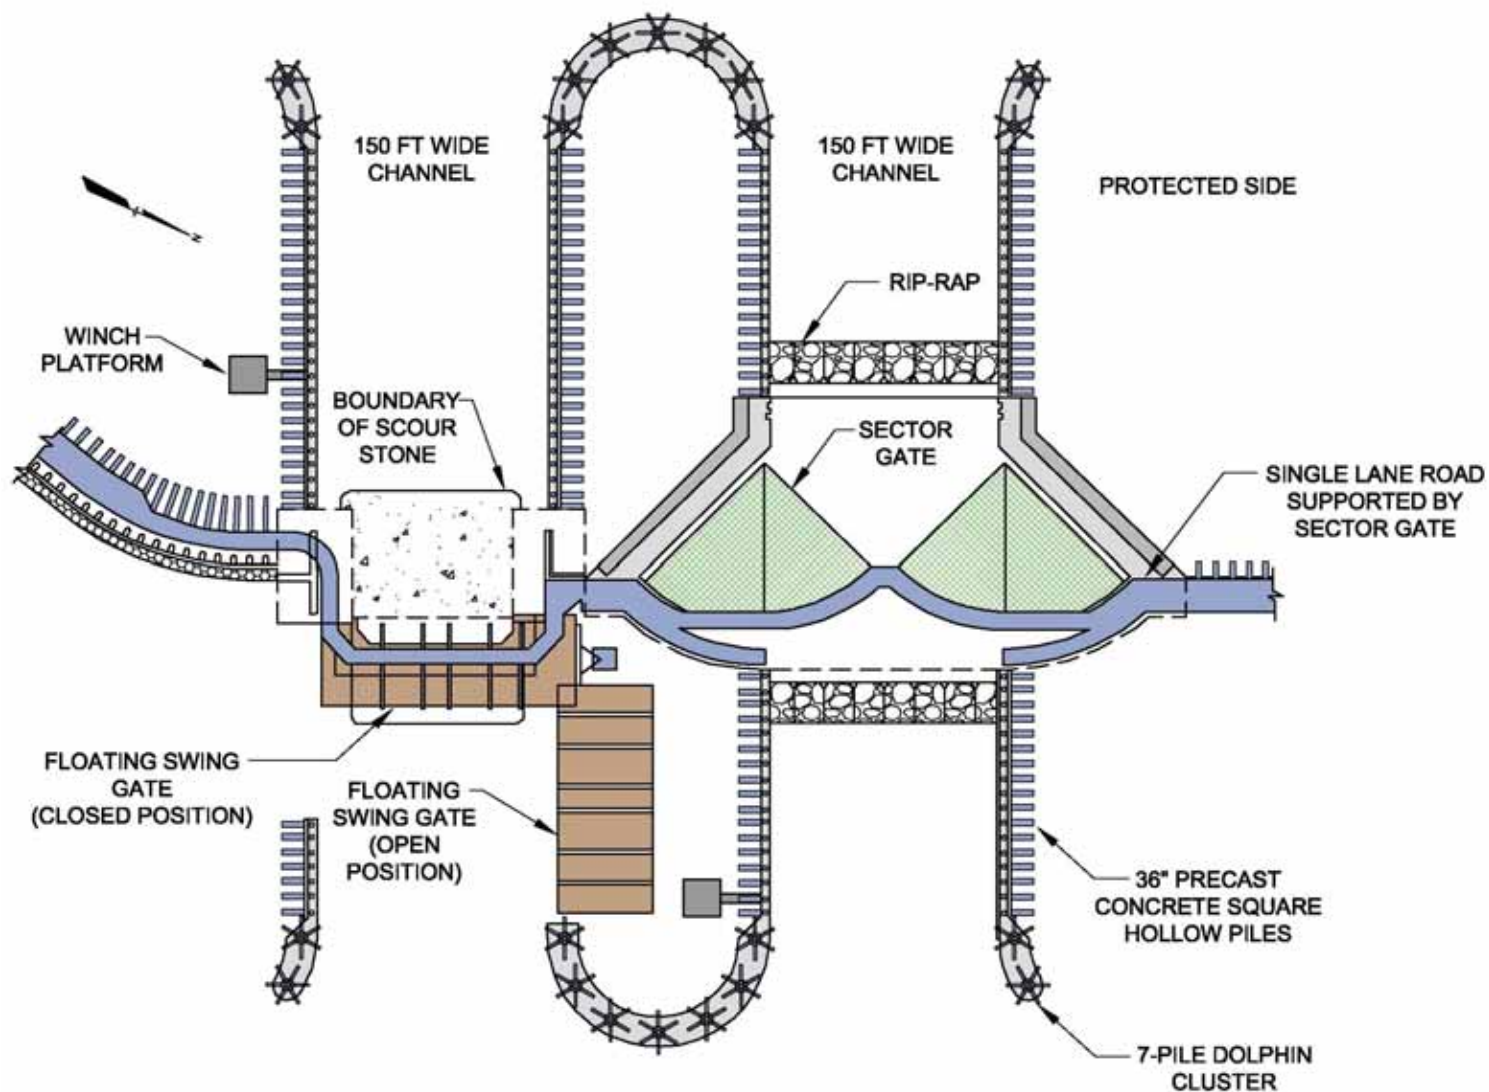 150 FT WIDE
CHANNEL
150 FT WIDE
CHANNEL
PROTECTED SIDE
N
RIP-RAP
WINCH
PLATFORM
BOUNDARY
OF SCOUR
STONE
SECTOR
GATE
SINGLE LANE ROAD
SUPPORTED BY
SECTOR GATE
FLOATING SWING
GATE
(CLOSED POSITION)
FLOATING
SWING GATE
(OPEN
POSITION)
36" PRECAST
CONCRETE SQUARE
HOLLOW PILES
7-PILE DOLPHIN
CLUSTER